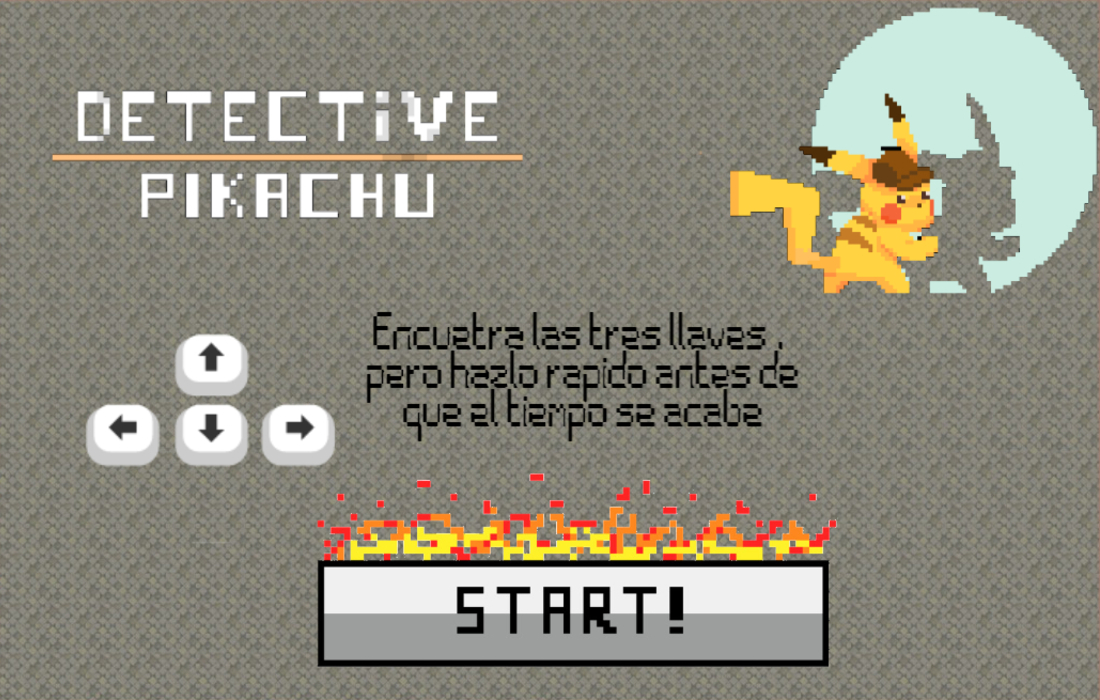 DETECTiVE
PIKACHU
Encuetra las tres llaves ,
pero hazlo rapido antes de
que el tiempo se acabe
START!